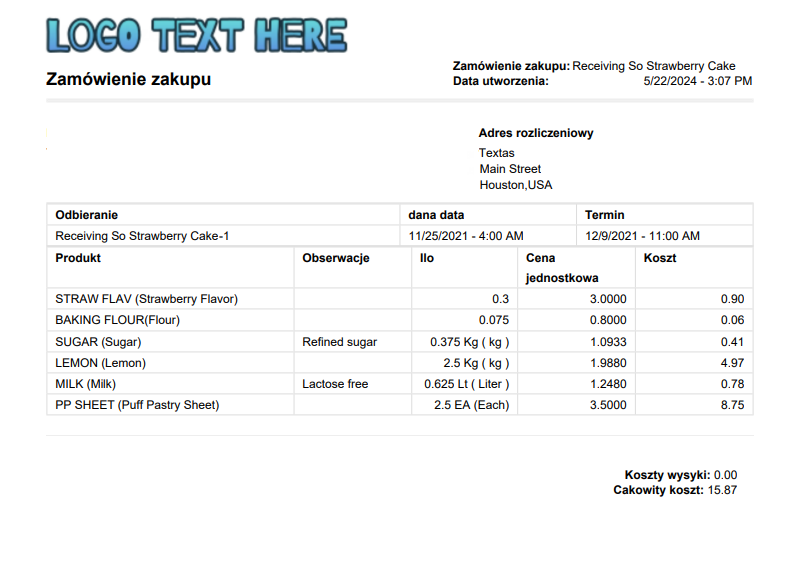 LOGO TEXT HERE
Zamówienie zakupu
Zamówienie zakupu: Receiving So Strawberry Cake
Data utworzenia: 5/22/2024 - 3:07 PM
Adres rozliczeniowy
Textas
Main Street
Houston,USA
Odbieranie dana data Termin
Receiving So Strawberry Cake-1 11/25/2021 - 4:00 AM 12/9/2021 - 11:00 AM
Produkt Obserwacje Ilo Cena jednostkowa Koszt
STRAW FLAV (Strawberry Flavor) 0.3 3.0000 0.90
BAKING FLOUR(Flour) 0.075 0.8000 0.06
SUGAR (Sugar) Refined sugar 0.375 Kg ( kg ) 1.0933 0.41
LEMON (Lemon) 2.5 Kg ( kg ) 1.9880 4.97
MILK (Milk) Lactose free 0.625 Lt ( Liter ) 1.2480 0.78
PP SHEET (Puff Pastry Sheet) 2.5 EA (Each) 3.5000 8.75
Koszty wysyki: 0.00
Cakowity koszt: 15.87